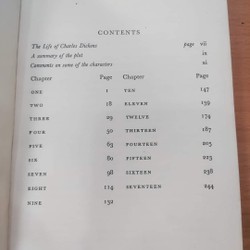 CONTENTS
The Life of Charles Dickens page vii
A summary of the plot ix
Comments on some of the characters xi
Chapter Chapter
ONE 1 TEN 147
TWO 18 ELEVEN 159
THREE 29 TWELVE 174
FOUR 50 THIRTEEN 187
FIVE 63 FOURTEEN 205
SIX 80 FIFTEEN 223
SEVEN 98 SIXTEEN 238
EIGHT 114 SEVENTEEN 244
NINE 132